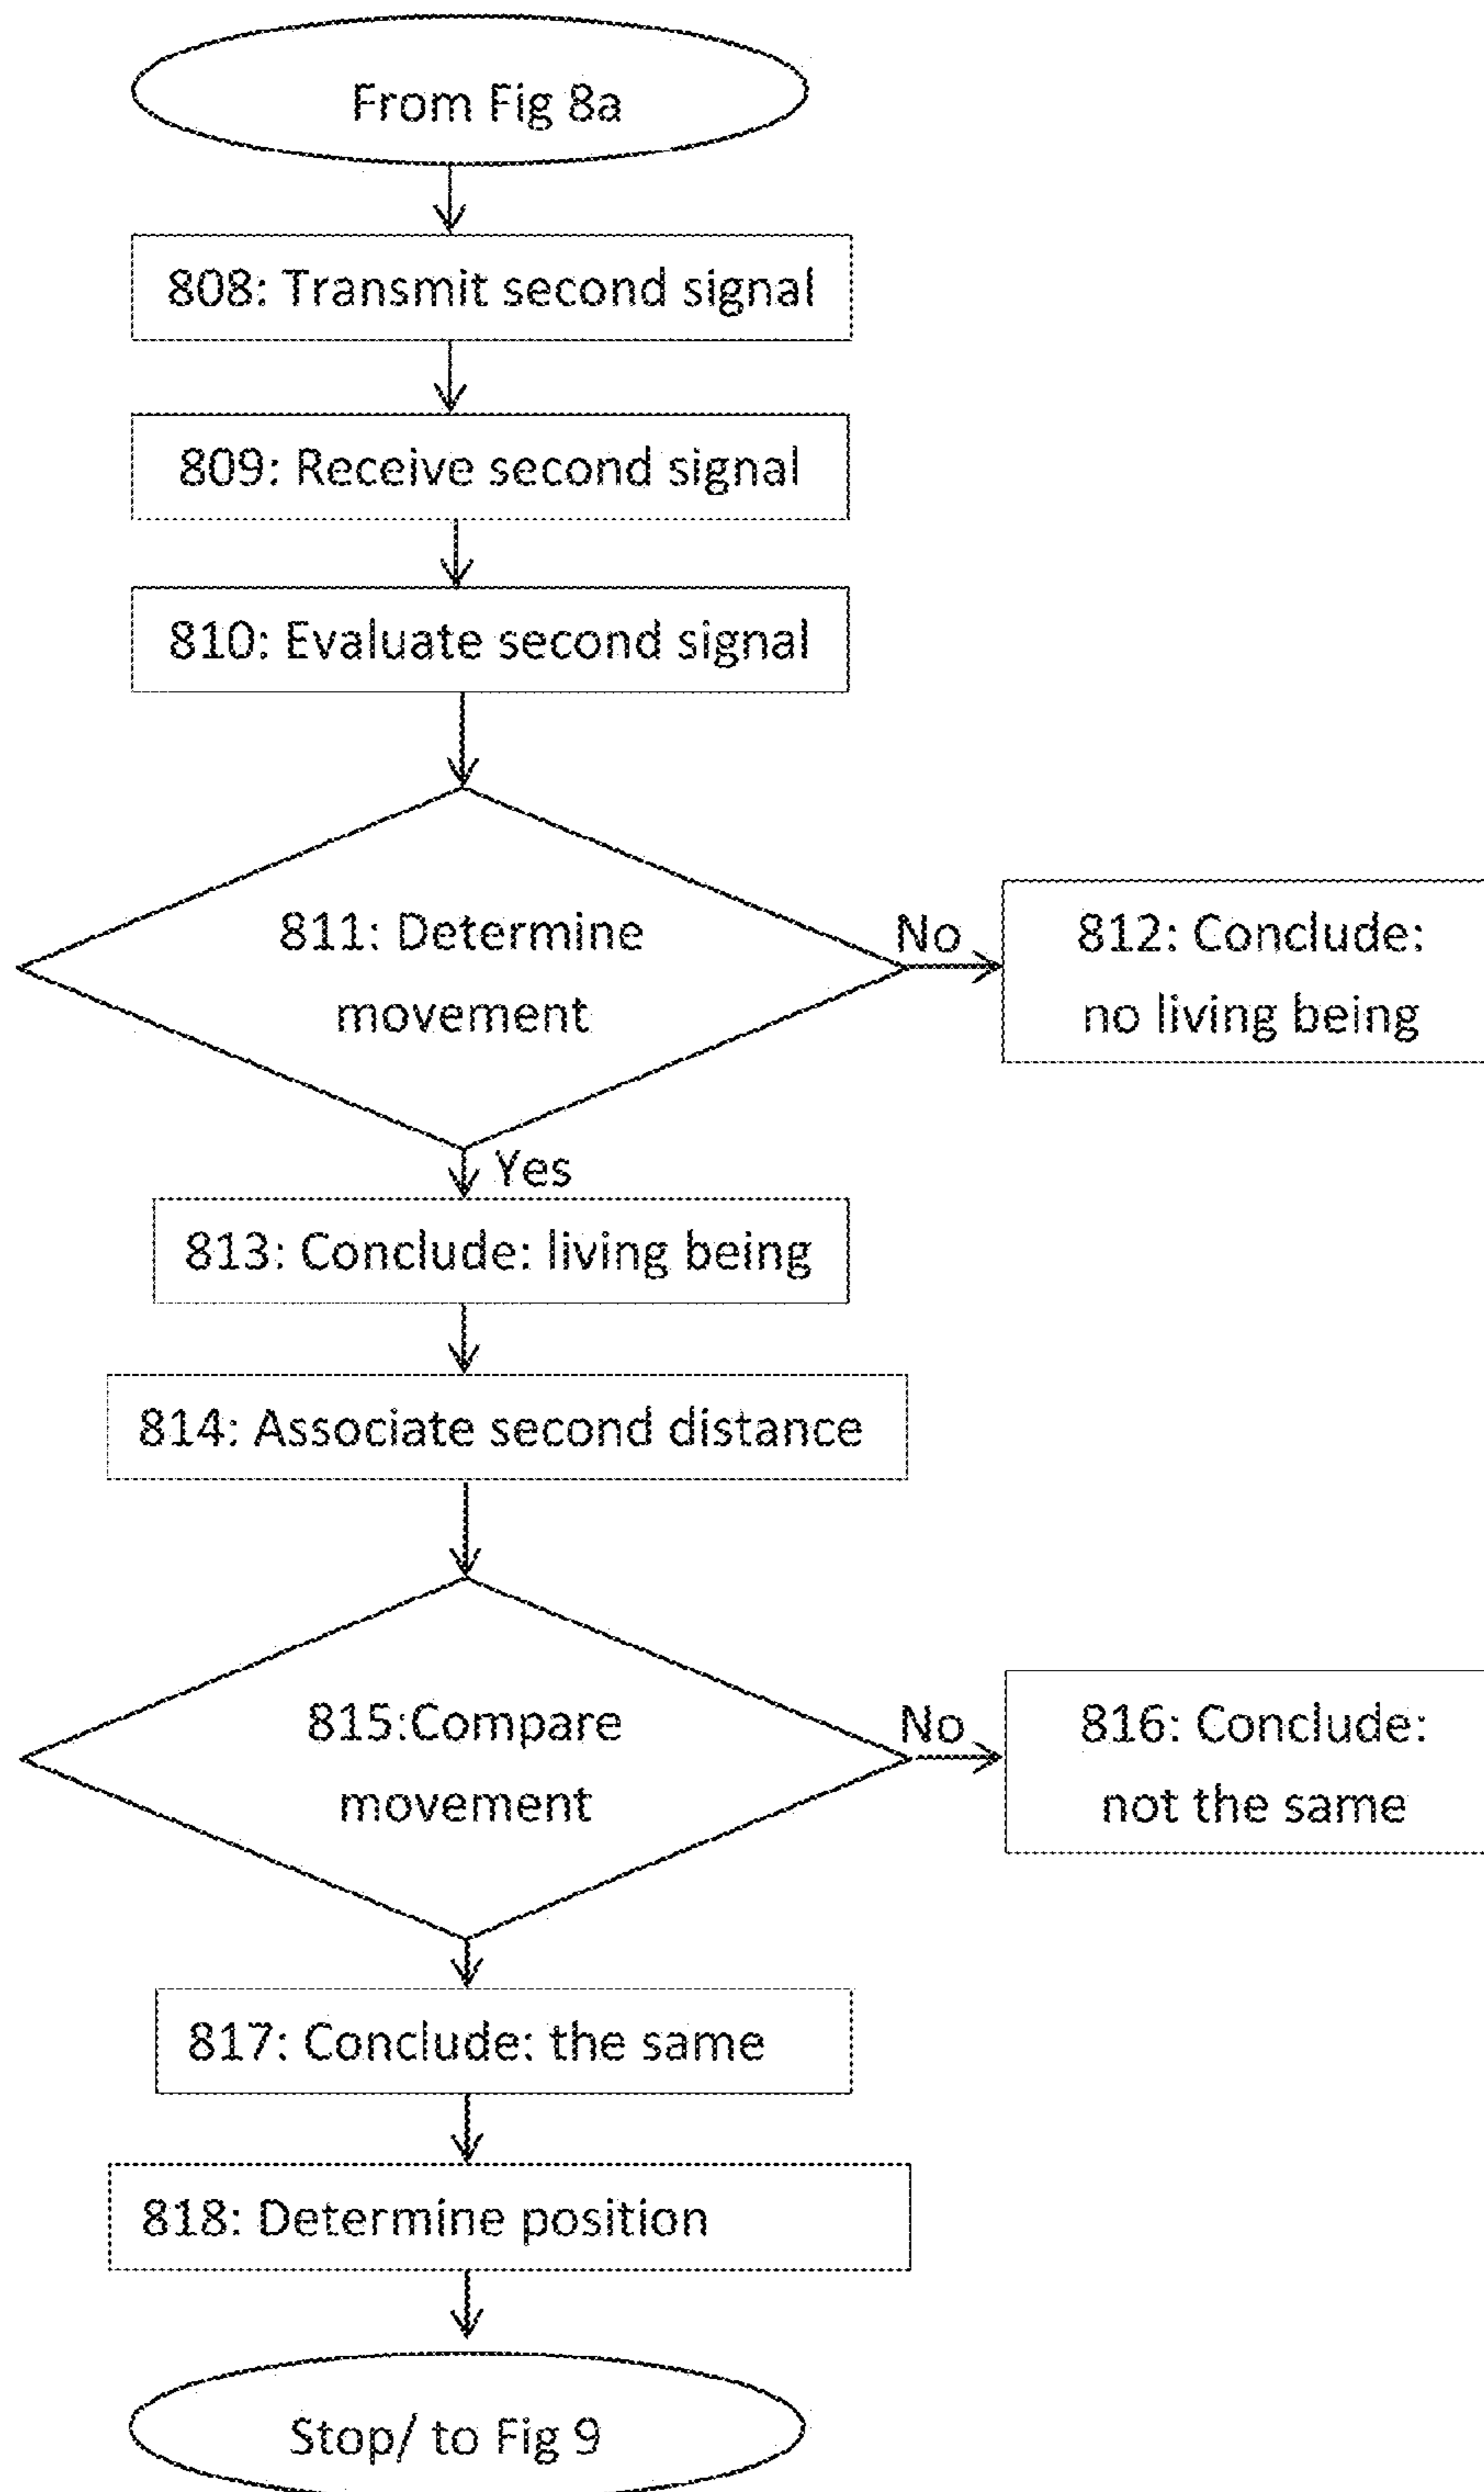 From Fig 8a
808: Transmit second signal
809: Receive second signal
810: Evaluate second signal
811: Determine
movement
No
812: Conclude:
no living being
Yes
813: Conclude: living being
814: Associate second distance
815:Compare
movement
No
816: Conclude:
not the same
817: Conclude: the same
818: Determine position
Stop/ to Fig 9